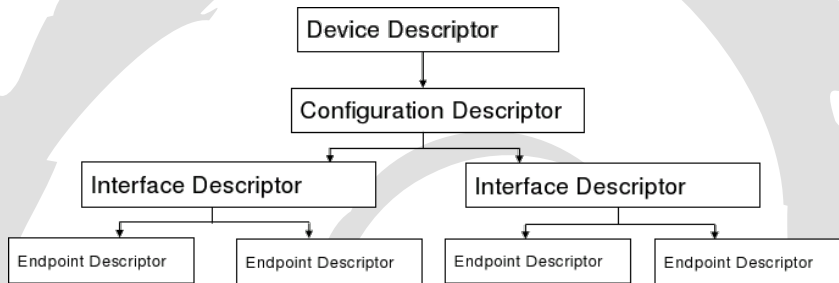 Device Descriptor
Configuration Descriptor
Interface Descriptor
Interface Descriptor
Endpoint Descriptor
Endpoint Descriptor
Endpoint Descriptor
Endpoint Descriptor